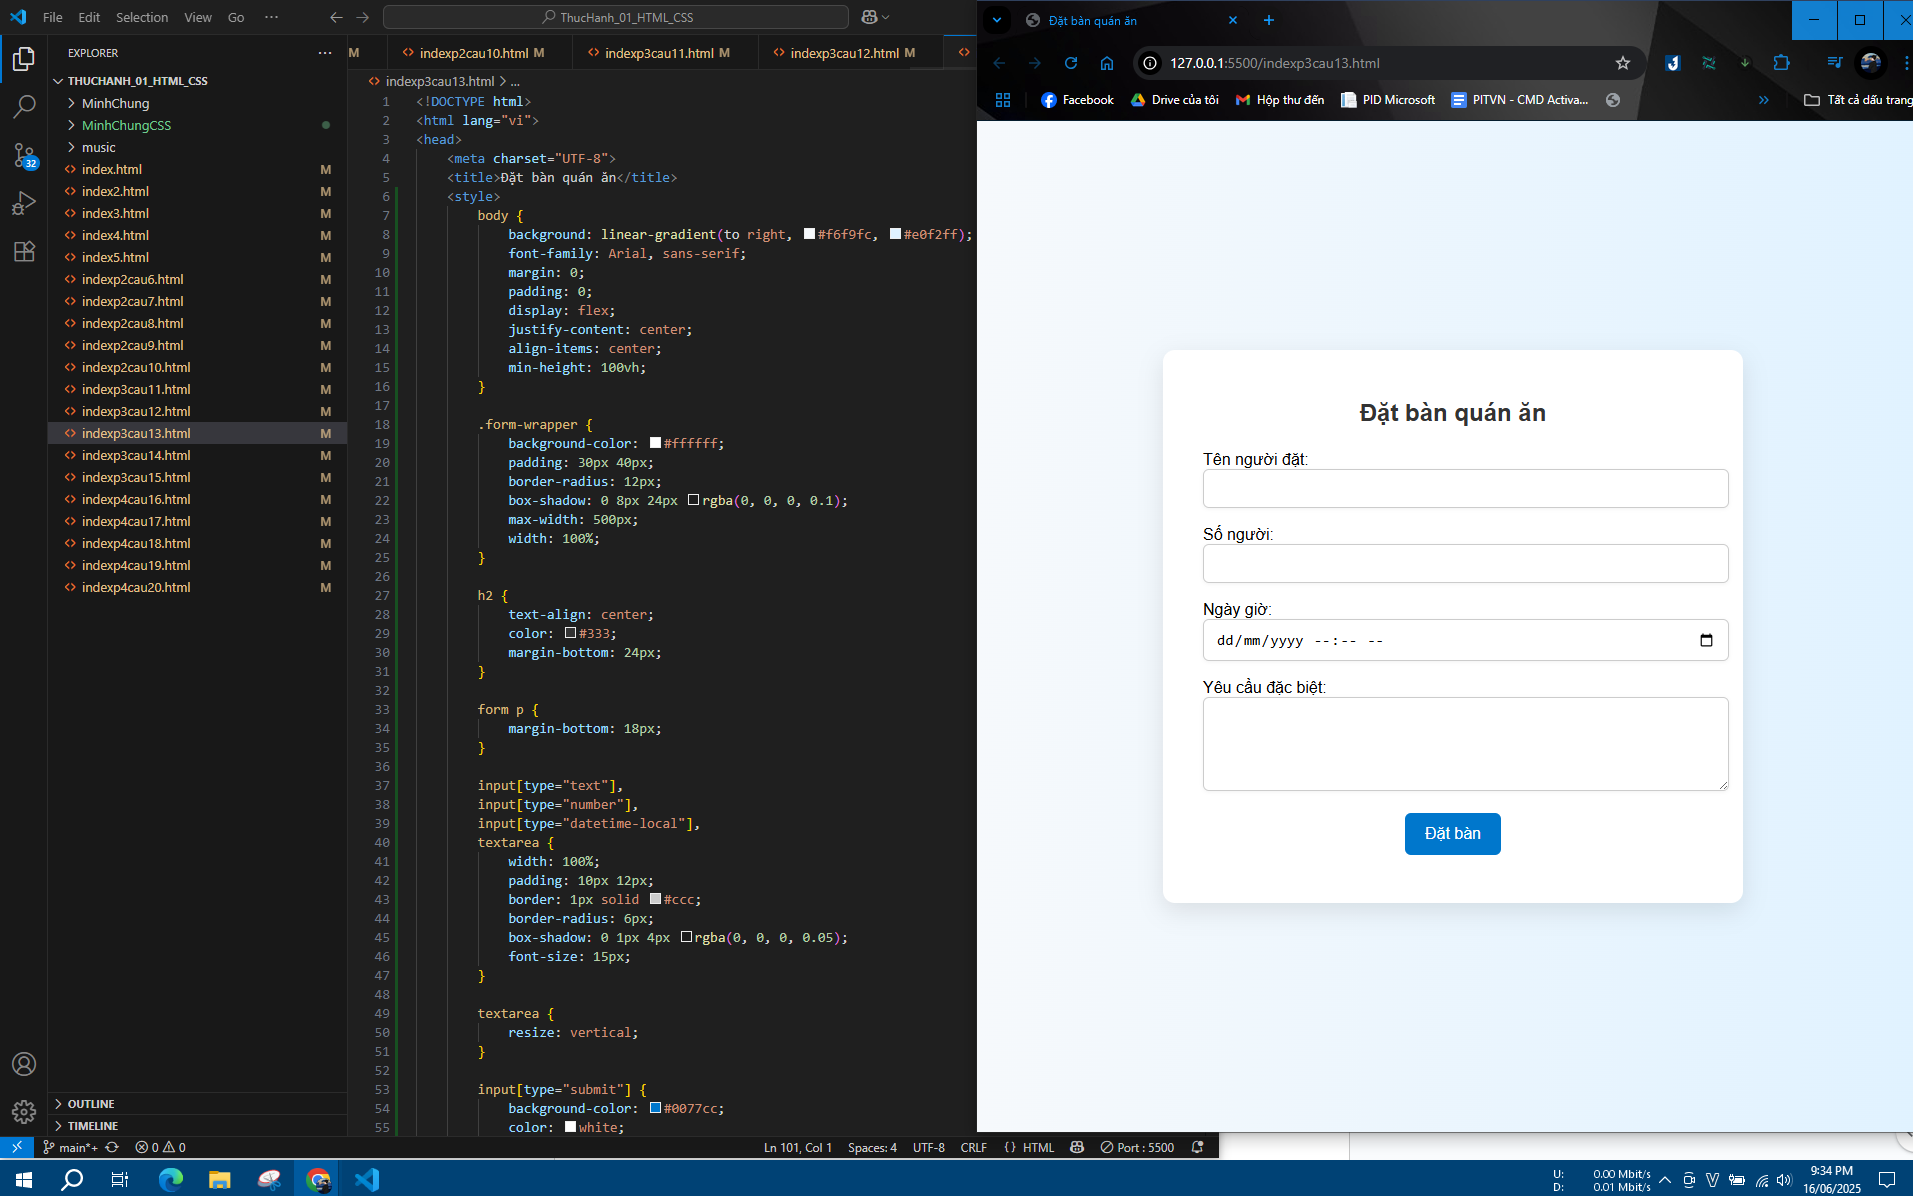 File Edit Selection View Go ···
ThucHanh_01_HTML_CSS
EXPLORER
THUCHANH_01_HTML_CSS
MinhChung
MinhChungCSS
music
index.html M
index2.html M
index3.html M
index4.html M
index5.html M
indexp2cau6.html M
indexp2cau7.html M
indexp2cau8.html M
indexp2cau9.html M
indexp2cau10.html M
indexp3cau11.html M
indexp3cau12.html M
indexp3cau13.html M
indexp3cau14.html M
indexp3cau15.html M
indexp4cau16.html M
indexp4cau17.html M
indexp4cau18.html M
indexp4cau19.html M
indexp4cau20.html M
OUTLINE
TIMELINE
32
M indexp2cau10.html M indexp3cau11.html M indexp3cau12.html M
indexp3cau13.html > ...
1 <!DOCTYPE html>
2 <html lang="vi">
3 <head>
4 <meta charset="UTF-8">
5 <title>Đặt bàn quán ăn</title>
6 <style>
7 body {
8 background: linear-gradient(to right, #f6f9fc, #e0f2ff);
9 font-family: Arial, sans-serif;
10 margin: 0;
11 padding: 0;
12 display: flex;
13 justify-content: center;
14 align-items: center;
15 min-height: 100vh;
16 }
17
18 .form-wrapper {
19 background-color: #ffffff;
20 padding: 30px 40px;
21 border-radius: 12px;
22 box-shadow: 0 8px 24px rgba(0, 0, 0, 0.1);
23 max-width: 500px;
24 width: 100%;
25 }
26
27 h2 {
28 text-align: center;
29 color: #333;
30 margin-bottom: 24px;
31 }
32
33 form p {
34 margin-bottom: 18px;
35 }
36
37 input[type="text"],
38 input[type="number"],
39 input[type="datetime-local"],
40 textarea {
41 width: 100%;
42 padding: 10px 12px;
43 border: 1px solid #ccc;
44 border-radius: 6px;
45 box-shadow: 0 1px 4px rgba(0, 0, 0, 0.05);
46 font-size: 15px;
47 }
48
49 textarea {
50 resize: vertical;
51 }
52
53 input[type="submit"] {
54 background-color: #0077cc;
55 color: white;
main*+ 0 0 Ln 101, Col 1 Spaces: 4 UTF-8 CRLF {} HTML Port : 5500
Đặt bàn quán ăn
127.0.0.1:5500/indexp3cau13.html
Facebook Drive của tôi Hộp thư đến PID Microsoft PITVN - CMD Activa... Tất cả dấu trang
Đặt bàn quán ăn
Tên người đặt:
Số người:
Ngày giờ:
dd/mm/yyyy --:-- --
Yêu cầu đặc biệt:
Đặt bàn
U: 0.00 Mbit/s
D: 0.01 Mbit/s
9:34 PM
16/06/2025